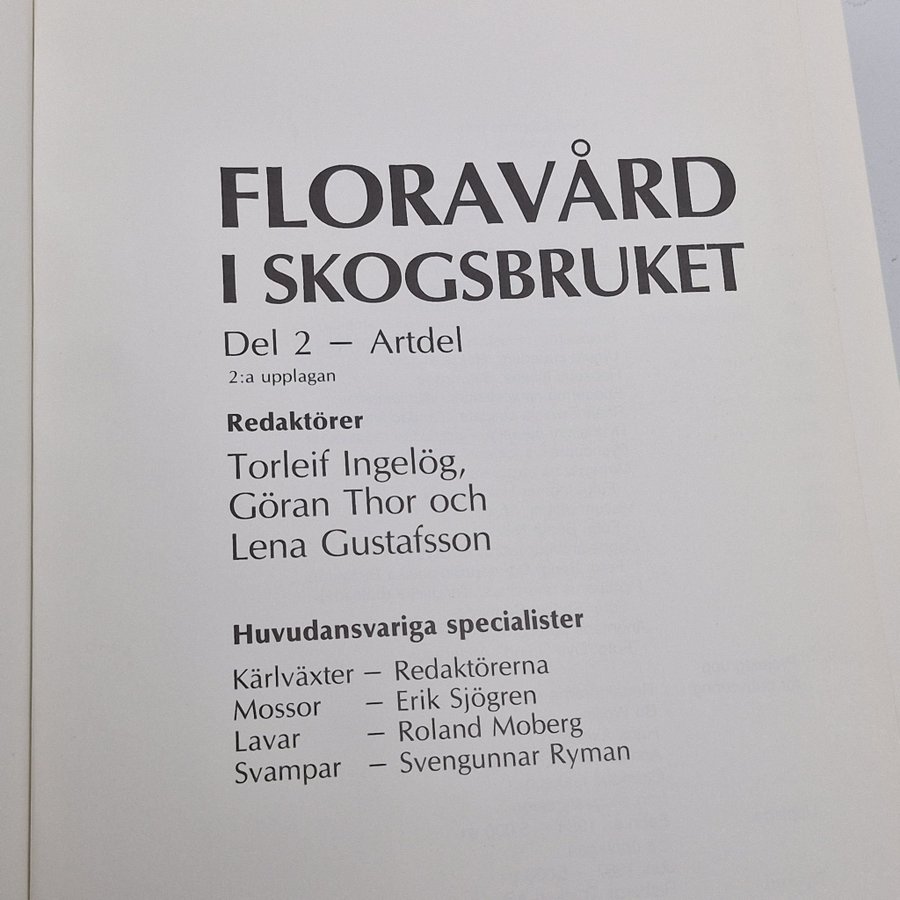 FLORAVÅRD
I SKOGSBRUKET
Del 2 – Artdel
2:a upplagan
Redaktörer
Torleif Ingelög,
Göran Thor och
Lena Gustafsson
Huvudansvariga specialister
Kärlväxter – Redaktörerna
Mossor – Erik Sjögren
Lavar – Roland Moberg
Svampar – Svengunnar Ryman